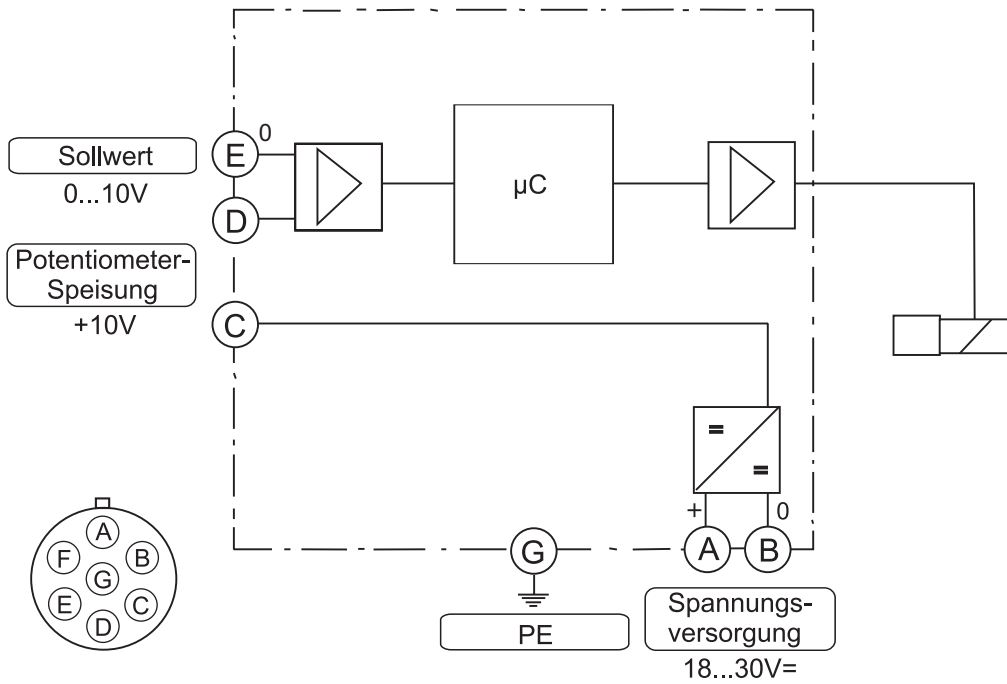 0
E
Sollwert
0...10V
D
µC
Potentiometer-
Speisung
+10V
C
=
=
+
0
A
B
G
PE
Spannungs-
versorgung
18...30V=
A
F
B
G
E
C
D